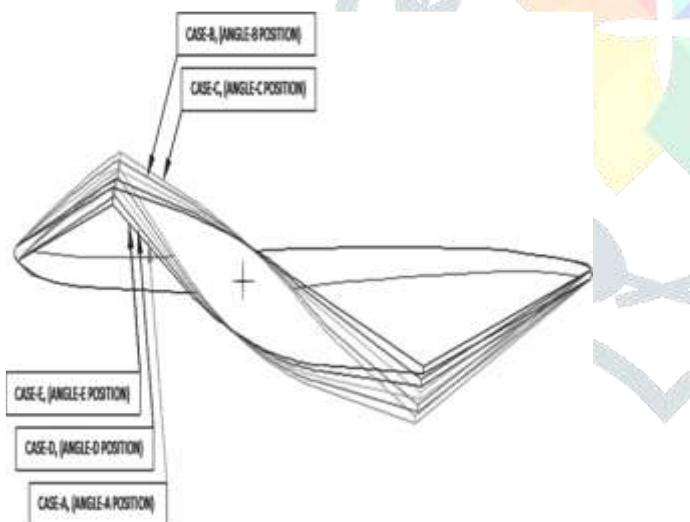 CASE-B, (ANGLE-B POSITION)
CASE-C, (ANGLE-C POSITION)
CASE-E, (ANGLE-E POSITION)
CASE-D, (ANGLE-D POSITION)
CASE-A, (ANGLE-A POSITION)